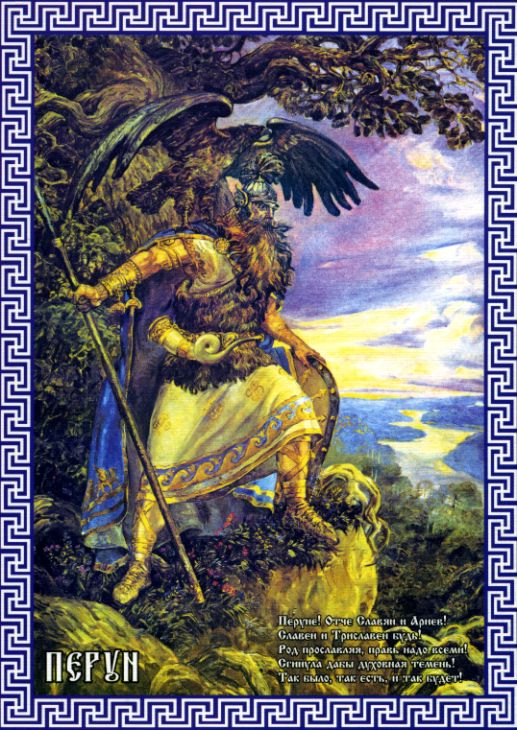 Перуне! Отче Славян и Ариев!
Славен и Триславен будь!
Род прославляя, правь надо всеми!
Сгинула дабы духовная темень!
Так было, так есть, и так будет!
ПЕРУН